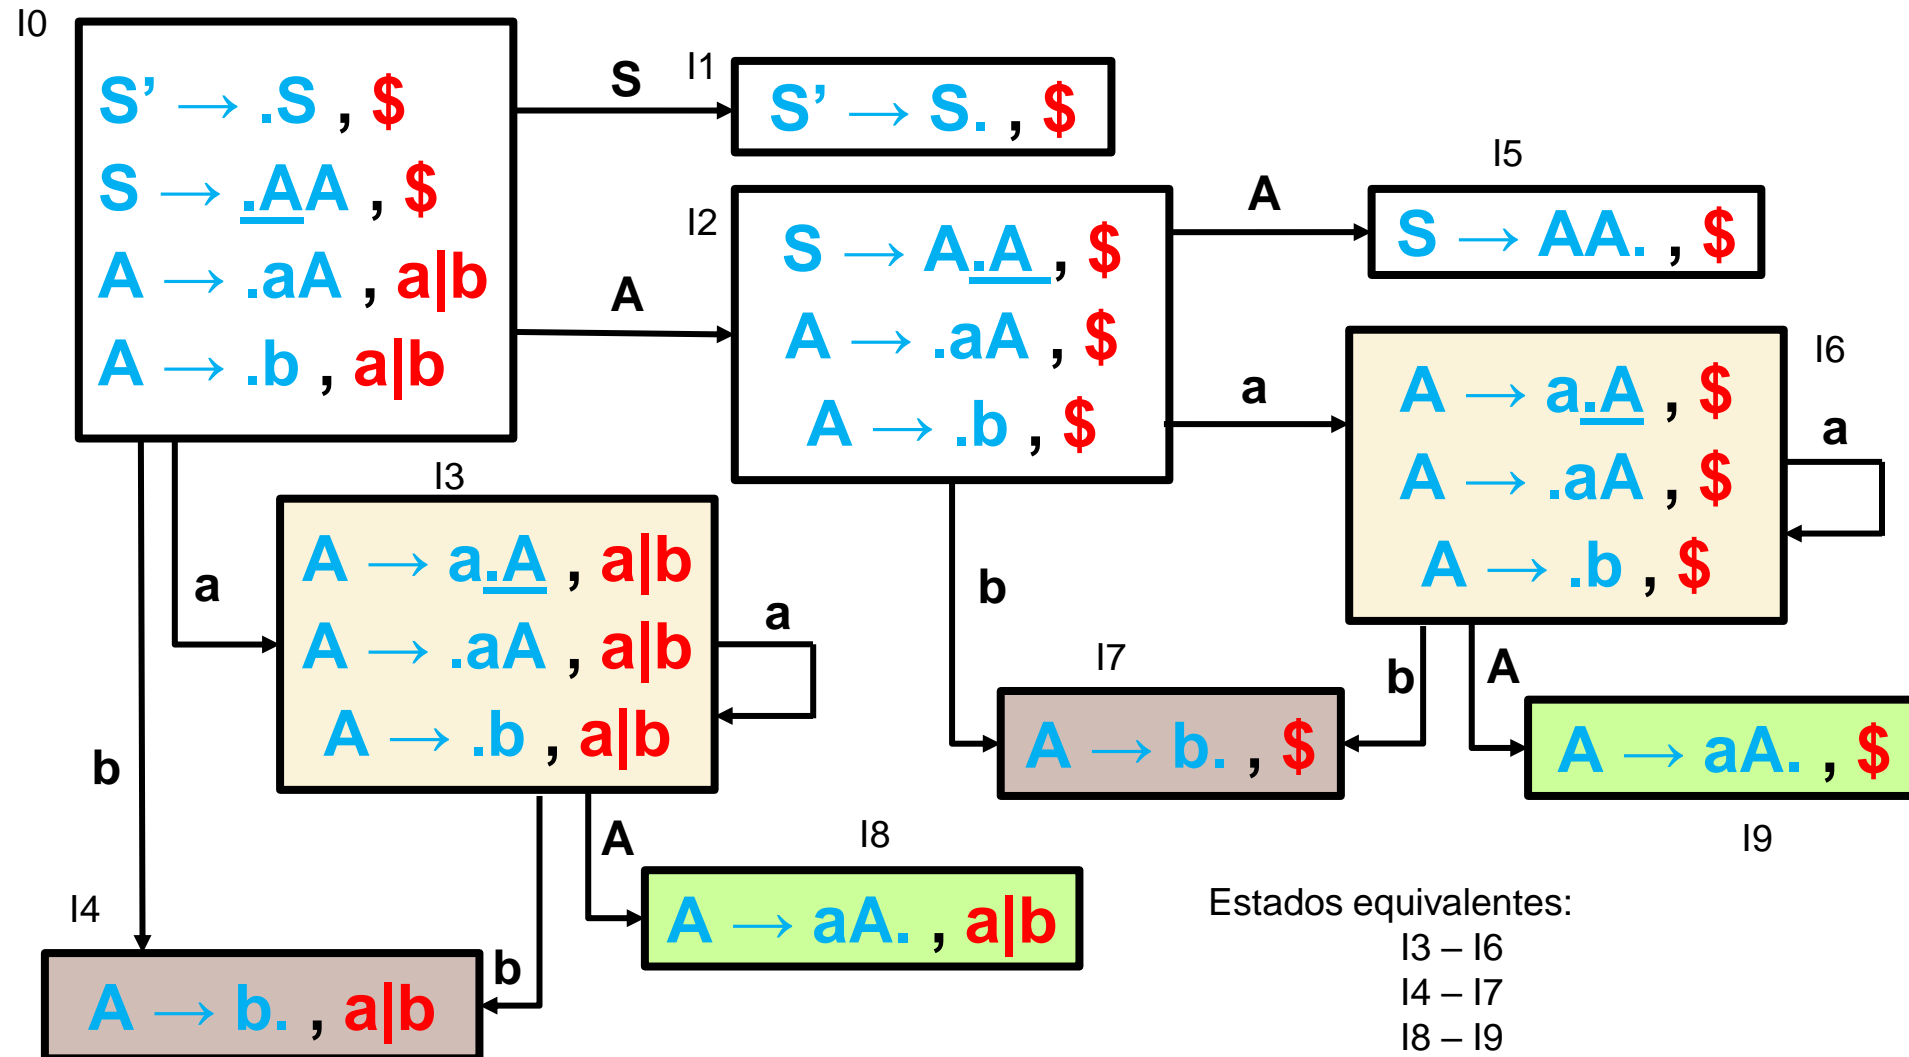 I0
S’ → .S , $
S → .AA , $
A → .aA , a|b
A → .b , a|b
S
I1
S’ → S. , $
A
I2
S → A.A , $
A → .aA , $
A → .b , $
A
I5
S → AA. , $
a
I6
A → a.A , $
A → .aA , $
A → .b , $
a
a
I3
A → a.A , a|b
A → .aA , a|b
A → .b , a|b
a
b
I7
A → b. , $
b
A
A → aA. , $
I9
b
I4
A → b. , a|b
b
A
I8
A → aA. , a|b
Estados equivalentes:
I3 – I6
I4 – I7
I8 – I9